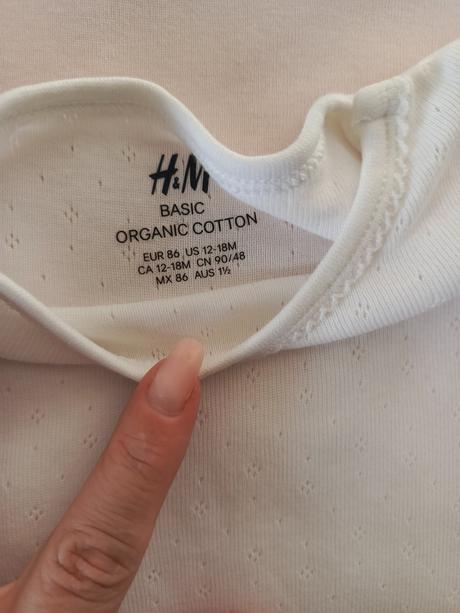 H&M
BASIC
ORGANIC COTTON
EUR 86 US 12-18M
CA 12-18M CN 90/48
MX 86 AUS 1½